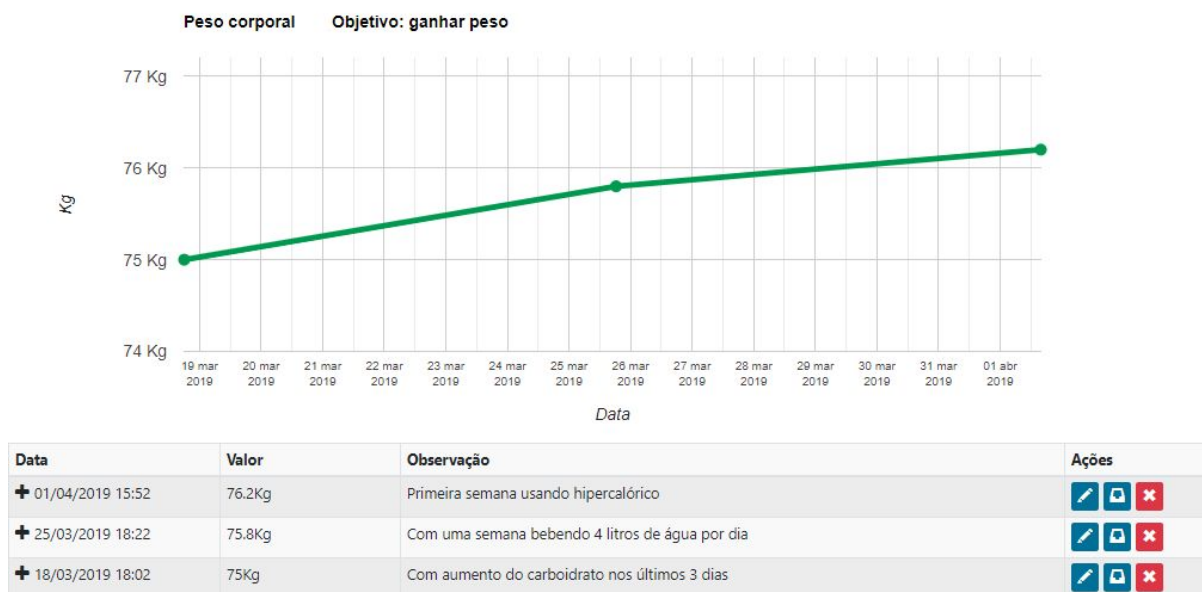 Peso corporal Objetivo: ganhar peso
77 Kg
76 Kg
75 Kg
74 Kg
Kg
19 mar 20 mar 21 mar 22 mar 23 mar 24 mar 25 mar 26 mar 27 mar 28 mar 29 mar 30 mar 31 mar 01 abr
2019 2019 2019 2019 2019 2019 2019 2019 2019 2019 2019 2019 2019 2019
Data
Data Valor Observação Ações
01/04/2019 15:52 76.2Kg Primeira semana usando hipercalórico
25/03/2019 18:22 75.8Kg Com uma semana bebendo 4 litros de água por dia
18/03/2019 18:02 75Kg Com aumento do carboidrato nos últimos 3 dias